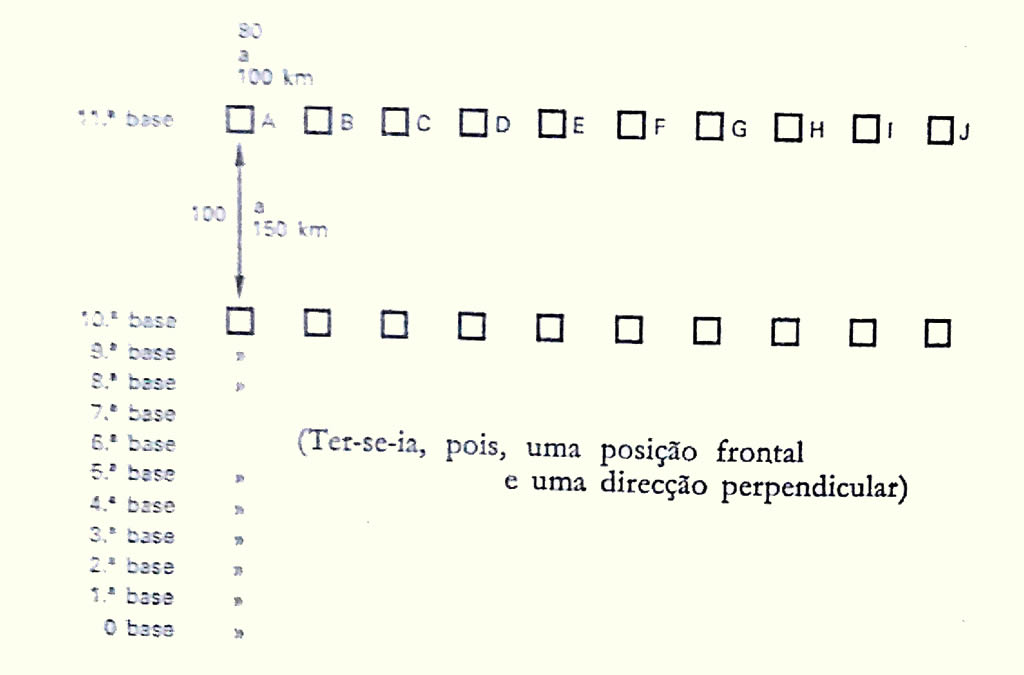 80
a
100 km
11.ª base A B C D E F G H I J
100 a
150 km
10.ª base
9.ª base »
8.ª base »
7.ª base
6.ª base
(Ter-se-ia, pois, uma posição frontal
e uma direcção perpendicular)
5.ª base »
4.ª base »
3.ª base »
2.ª base »
1.ª base »
0 base »